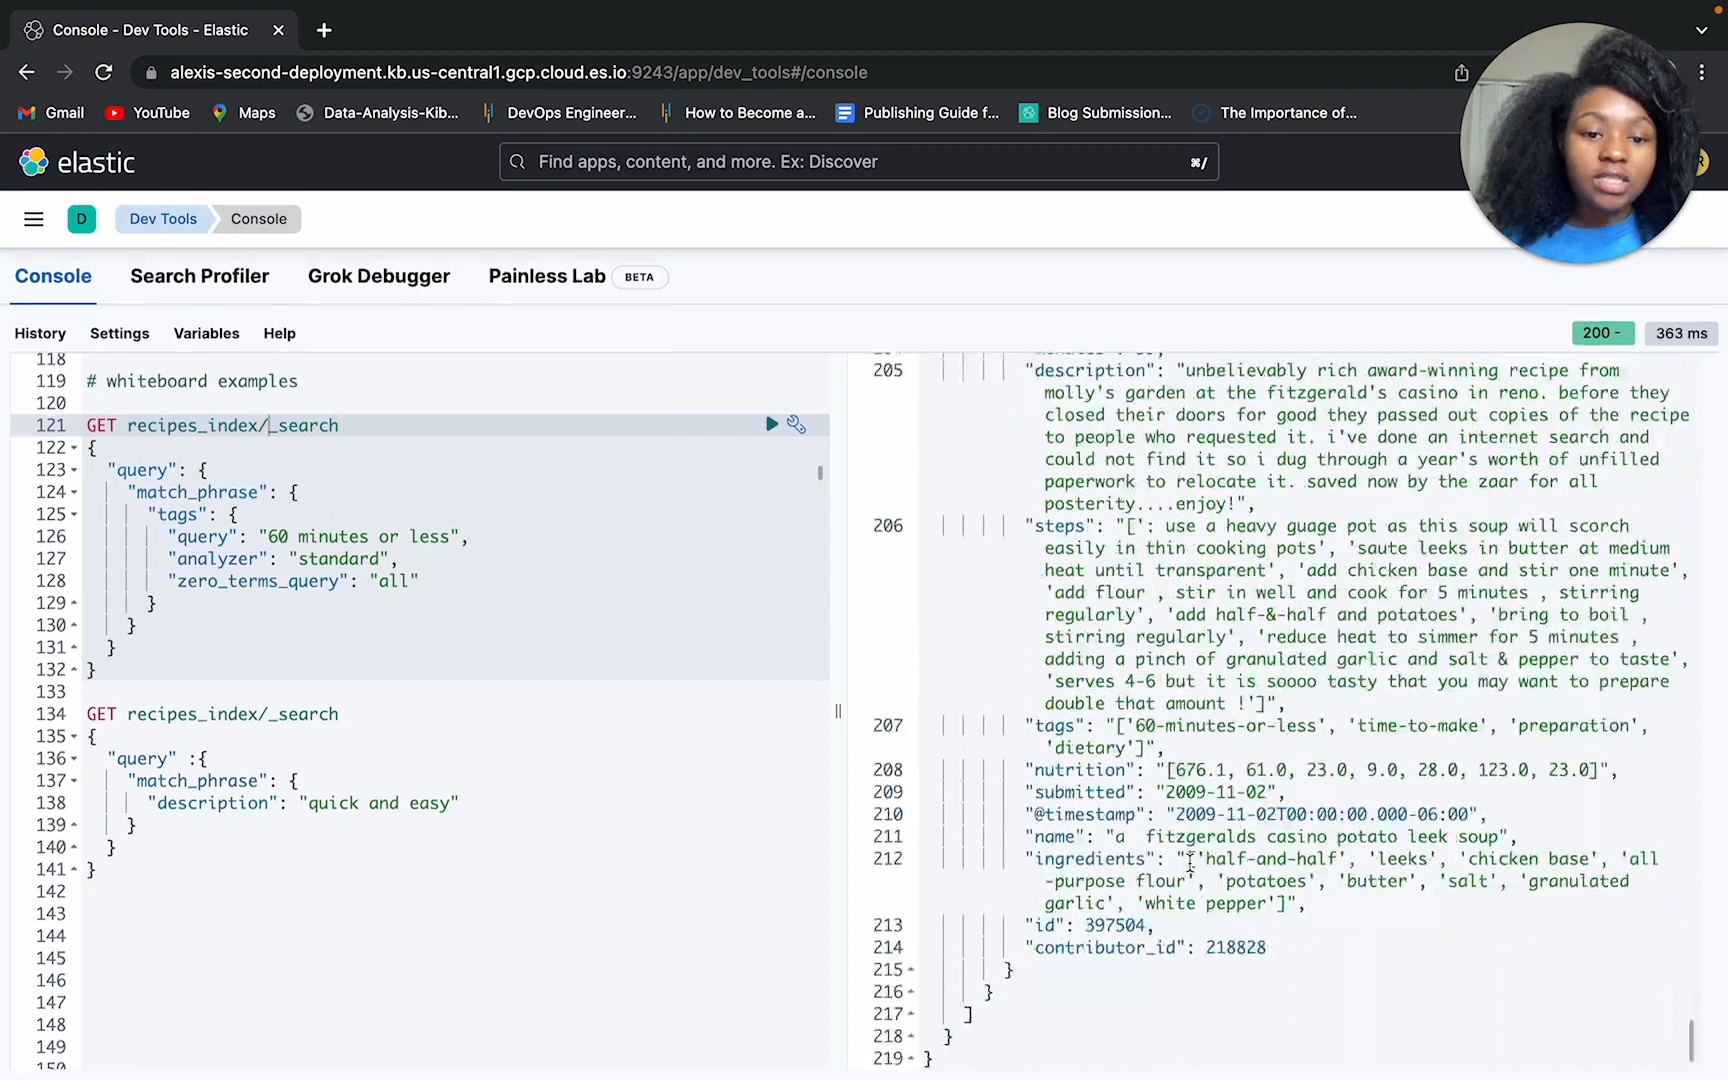 Console - Dev Tools - Elastic
alexis-second-deployment.kb.us-central1.gcp.cloud.es.io:9243/app/dev_tools#/console
Gmail YouTube Maps Data-Analysis-Kib... DevOps Engineer... How to Become a... Publishing Guide f... Blog Submission... The Importance of...
elastic Find apps, content, and more. Ex: Discover ⌘/
D Dev Tools Console
Console Search Profiler Grok Debugger Painless Lab BETA
History Settings Variables Help 200 - 363 ms
118
119 # whiteboard examples
120
121 GET recipes_index/_search
122 {
123 "query": {
124 "match_phrase": {
125 "tags": {
126 "query": "60 minutes or less",
127 "analyzer": "standard",
128 "zero_terms_query": "all"
129 }
130 }
131 }
132 }
133
134 GET recipes_index/_search
135 {
136 "query" :{
137 "match_phrase": {
138 "description": "quick and easy"
139 }
140 }
141 }
142
143
144
145
146
147
148
149
205 "description": "unbelievably rich award-winning recipe from
molly's garden at the fitzgerald's casino in reno. before they
closed their doors for good they passed out copies of the recipe
to people who requested it. i've done an internet search and
could not find it so i dug through a year's worth of unfilled
paperwork to relocate it. saved now by the zaar for all
posterity....enjoy!",
206 "steps": "[': use a heavy guage pot as this soup will scorch
easily in thin cooking pots', 'saute leeks in butter at medium
heat until transparent', 'add chicken base and stir one minute',
'add flour , stir in well and cook for 5 minutes , stirring
regularly', 'add half-&-half and potatoes', 'bring to boil ,
stirring regularly', 'reduce heat to simmer for 5 minutes ,
adding a pinch of granulated garlic and salt & pepper to taste',
'serves 4-6 but it is soooo tasty that you may want to prepare
double that amount !']",
207 "tags": "['60-minutes-or-less', 'time-to-make', 'preparation',
'dietary']",
208 "nutrition": "[676.1, 61.0, 23.0, 9.0, 28.0, 123.0, 23.0]",
209 "submitted": "2009-11-02",
210 "@timestamp": "2009-11-02T00:00:00.000-06:00",
211 "name": "a  fitzgeralds casino potato leek soup",
212 "ingredients": "['half-and-half', 'leeks', 'chicken base', 'all
-purpose flour', 'potatoes', 'butter', 'salt', 'granulated
garlic', 'white pepper']",
213 "id": 397504,
214 "contributor_id": 218828
215 }
216 }
217 ]
218 }
219 }